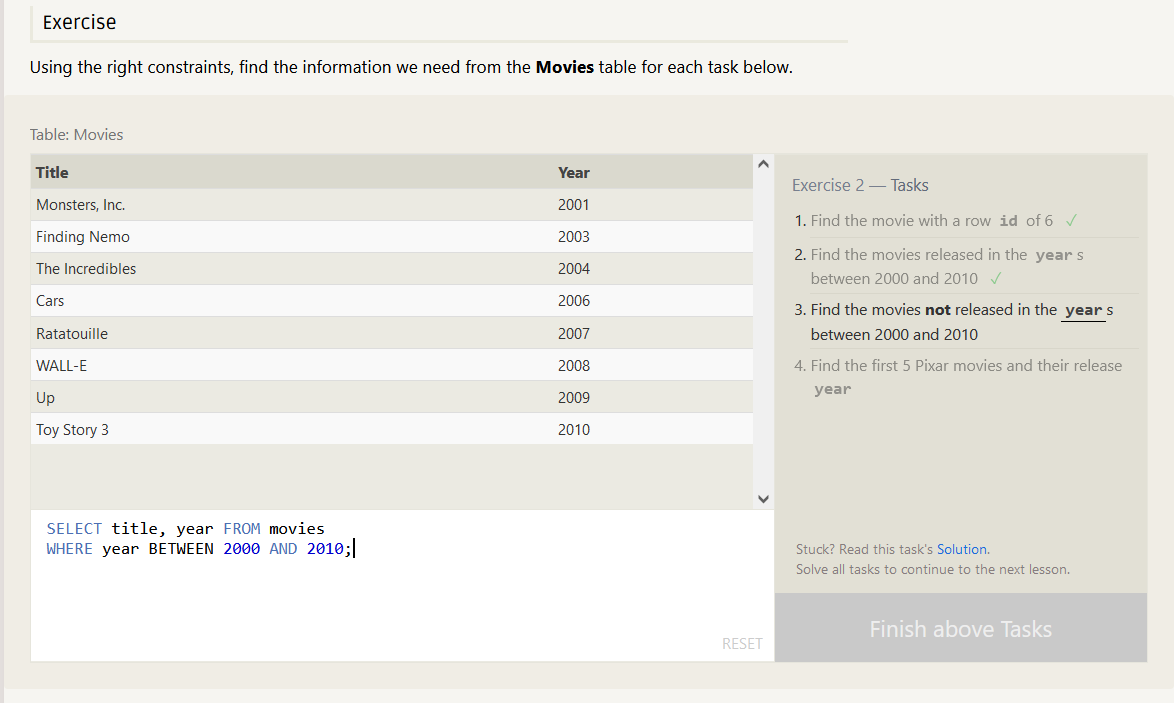 Exercise
Using the right constraints, find the information we need from the Movies table for each task below.
Table: Movies
Title Year
Monsters, Inc. 2001
Finding Nemo 2003
The Incredibles 2004
Cars 2006
Ratatouille 2007
WALL-E 2008
Up 2009
Toy Story 3 2010
SELECT title, year FROM movies
WHERE year BETWEEN 2000 AND 2010;
RESET
Exercise 2 — Tasks
1. Find the movie with a row id of 6 ✓
2. Find the movies released in the year s
between 2000 and 2010 ✓
3. Find the movies not released in the year s
between 2000 and 2010
4. Find the first 5 Pixar movies and their release
year
Stuck? Read this task's Solution.
Solve all tasks to continue to the next lesson.
Finish above Tasks